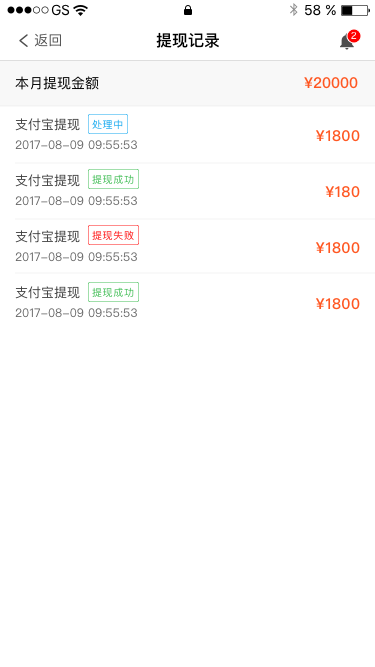 GS 58 %
返回 提现记录 2
本月提现金额 ¥20000
支付宝提现 处理中
2017-08-09 09:55:53 ¥1800
支付宝提现 提现成功
2017-08-09 09:55:53 ¥180
支付宝提现 提现失败
2017-08-09 09:55:53 ¥1800
支付宝提现 提现成功
2017-08-09 09:55:53 ¥1800